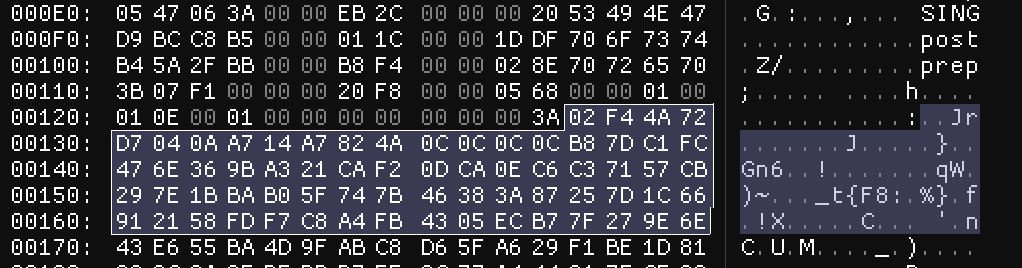 000E0: 05 47 06 3A 00 00 EB 2C 00 00 00 20 53 49 4E 47 .G.:...,... SING
000F0: D9 BC C8 B5 00 00 01 1C 00 00 1D DF 70 6F 73 74 ............post
00100: B4 5A 2F BB 00 00 B8 F4 00 00 02 8E 70 72 65 70 .Z/.........prep
00110: 3B 07 F1 00 00 00 20 F8 00 00 05 68 00 00 01 00 ;..... ....h....
00120: 01 0E 00 01 00 00 00 00 00 00 00 3A 02 F4 4A 72 ...........:..Jr
00130: D7 04 0A A7 14 A7 82 4A 0C 0C 0C 0C B8 7D C1 FC .......J.....}..
00140: 47 6E 36 9B A3 21 CA F2 0D CA 0E C6 C3 71 57 CB Gn6..!.......qW.
00150: 29 7E 1B BA B0 5F 74 7B 46 38 3A 87 25 7D 1C 66 )~..._t{F8:.%}.f
00160: 91 21 58 FD F7 C8 A4 FB 43 05 EC B7 7F 27 9E 6E .!X.....C....'.n
00170: 43 E6 55 BA 4D 9F AB C8 D6 5F A6 29 F1 BE 1D 81 C.U.M...._.)....